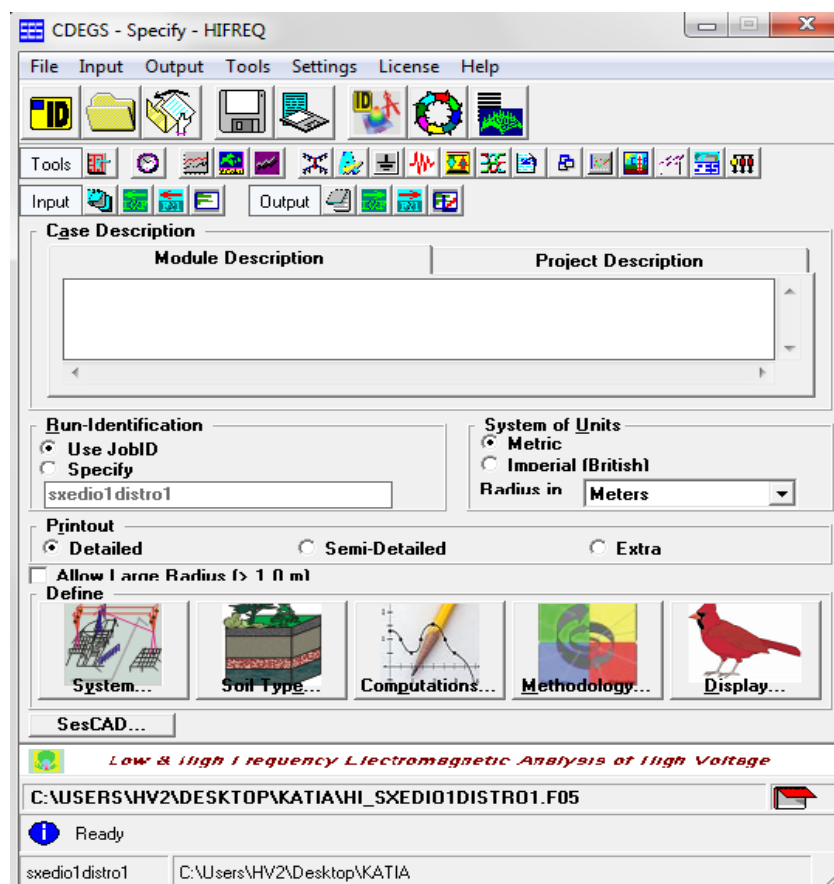 CDEGS - Specify - HIFREQ
File Input Output Tools Settings License Help
ID ID
Tools
Input Output
Case Description
Module Description Project Description
Run-Identification System of Units
Use JobID Metric
Specify Imperial (British)
sxedio1distro1 Radius in Meters
Printout
Detailed Semi-Detailed Extra
Allow Large Radius (> 1.0 m)
Define
System... Soil Type... Computations... Methodology... Display...
SesCAD...
Low & High Frequency Electromagnetic Analysis of High Voltage
C:\USERS\HV2\DESKTOP\KATIA\HI_SXEDIO1DISTRO1.F05
Ready
sxedio1distro1 C:\Users\HV2\Desktop\KATIA